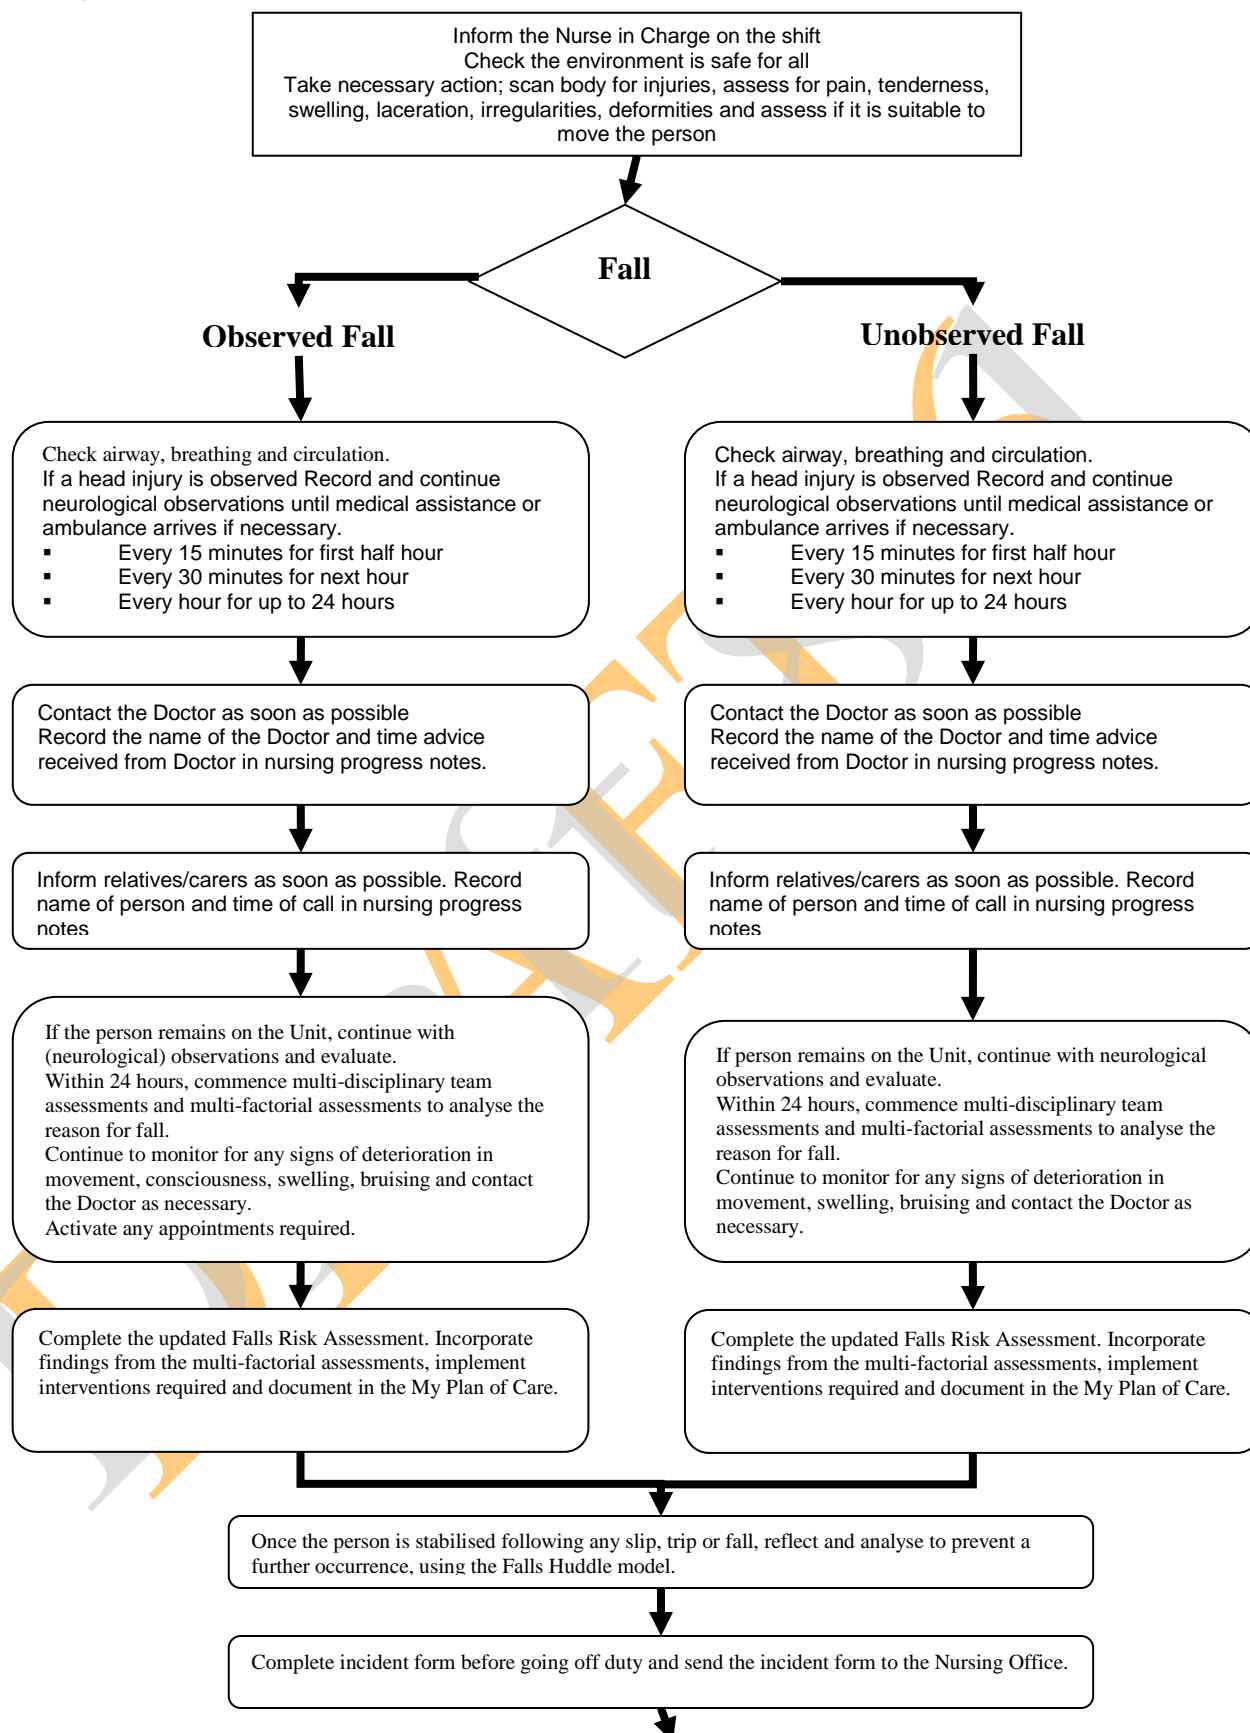 Inform the Nurse in Charge on the shift
Check the environment is safe for all
Take necessary action; scan body for injuries, assess for pain, tenderness,
swelling, laceration, irregularities, deformities and assess if it is suitable to
move the person
Fall
Observed Fall
Unobserved Fall
Check airway, breathing and circulation.
If a head injury is observed Record and continue
neurological observations until medical assistance or
ambulance arrives if necessary.
▪ Every 15 minutes for first half hour
▪ Every 30 minutes for next hour
▪ Every hour for up to 24 hours
Check airway, breathing and circulation.
If a head injury is observed Record and continue
neurological observations until medical assistance or
ambulance arrives if necessary.
▪ Every 15 minutes for first half hour
▪ Every 30 minutes for next hour
▪ Every hour for up to 24 hours
Contact the Doctor as soon as possible
Record the name of the Doctor and time advice
received from Doctor in nursing progress notes.
Contact the Doctor as soon as possible
Record the name of the Doctor and time advice
received from Doctor in nursing progress notes.
Inform relatives/carers as soon as possible. Record
name of person and time of call in nursing progress
notes
Inform relatives/carers as soon as possible. Record
name of person and time of call in nursing progress
notes
If the person remains on the Unit, continue with
(neurological) observations and evaluate.
Within 24 hours, commence multi-disciplinary team
assessments and multi-factorial assessments to analyse the
reason for fall.
Continue to monitor for any signs of deterioration in
movement, consciousness, swelling, bruising and contact
the Doctor as necessary.
Activate any appointments required.
If person remains on the Unit, continue with neurological
observations and evaluate.
Within 24 hours, commence multi-disciplinary team
assessments and multi-factorial assessments to analyse the
reason for fall.
Continue to monitor for any signs of deterioration in
movement, swelling, bruising and contact the Doctor as
necessary.
Complete the updated Falls Risk Assessment. Incorporate
findings from the multi-factorial assessments, implement
interventions required and document in the My Plan of Care.
Complete the updated Falls Risk Assessment. Incorporate
findings from the multi-factorial assessments, implement
interventions required and document in the My Plan of Care.
Once the person is stabilised following any slip, trip or fall, reflect and analyse to prevent a
further occurrence, using the Falls Huddle model.
Complete incident form before going off duty and send the incident form to the Nursing Office.